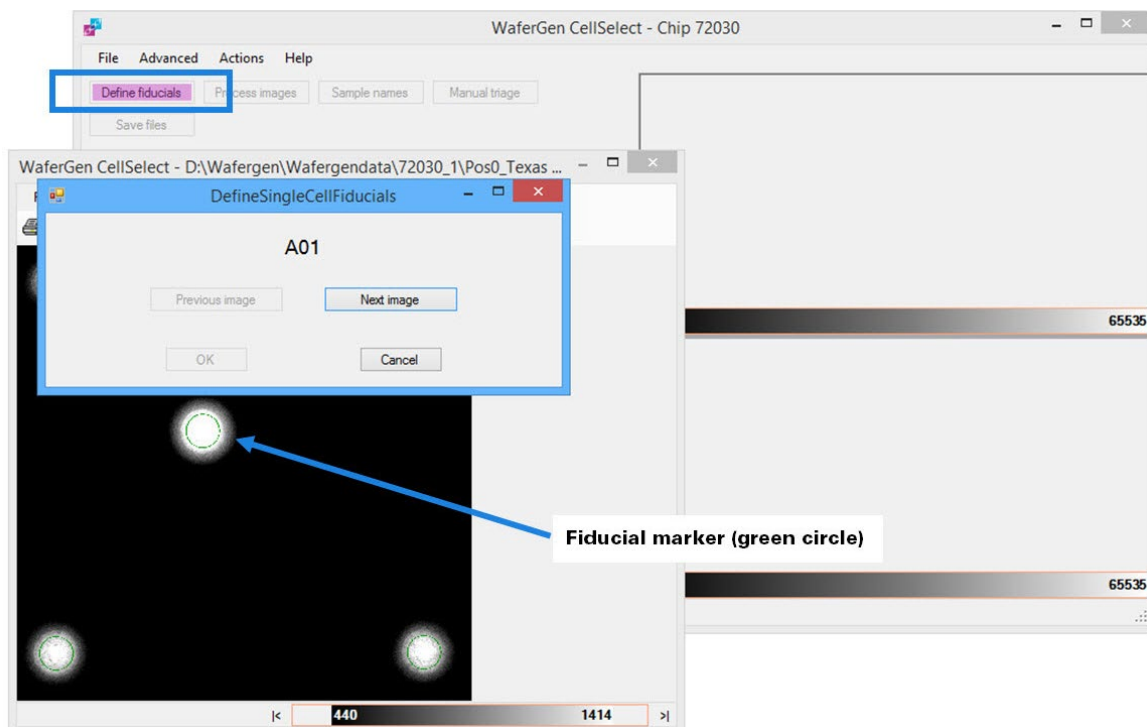 WaferGen CellSelect - Chip 72030
File Advanced Actions Help
Define fiducials Process images Sample names Manual triage
Save files
WaferGen CellSelect - D:\Wafergen\Wafergendata\72030_1\Pos0_Texas ...
DefineSingleCellFiducials
A01
Previous image Next image
OK Cancel
65535
Fiducial marker (green circle)
65535
440 1414